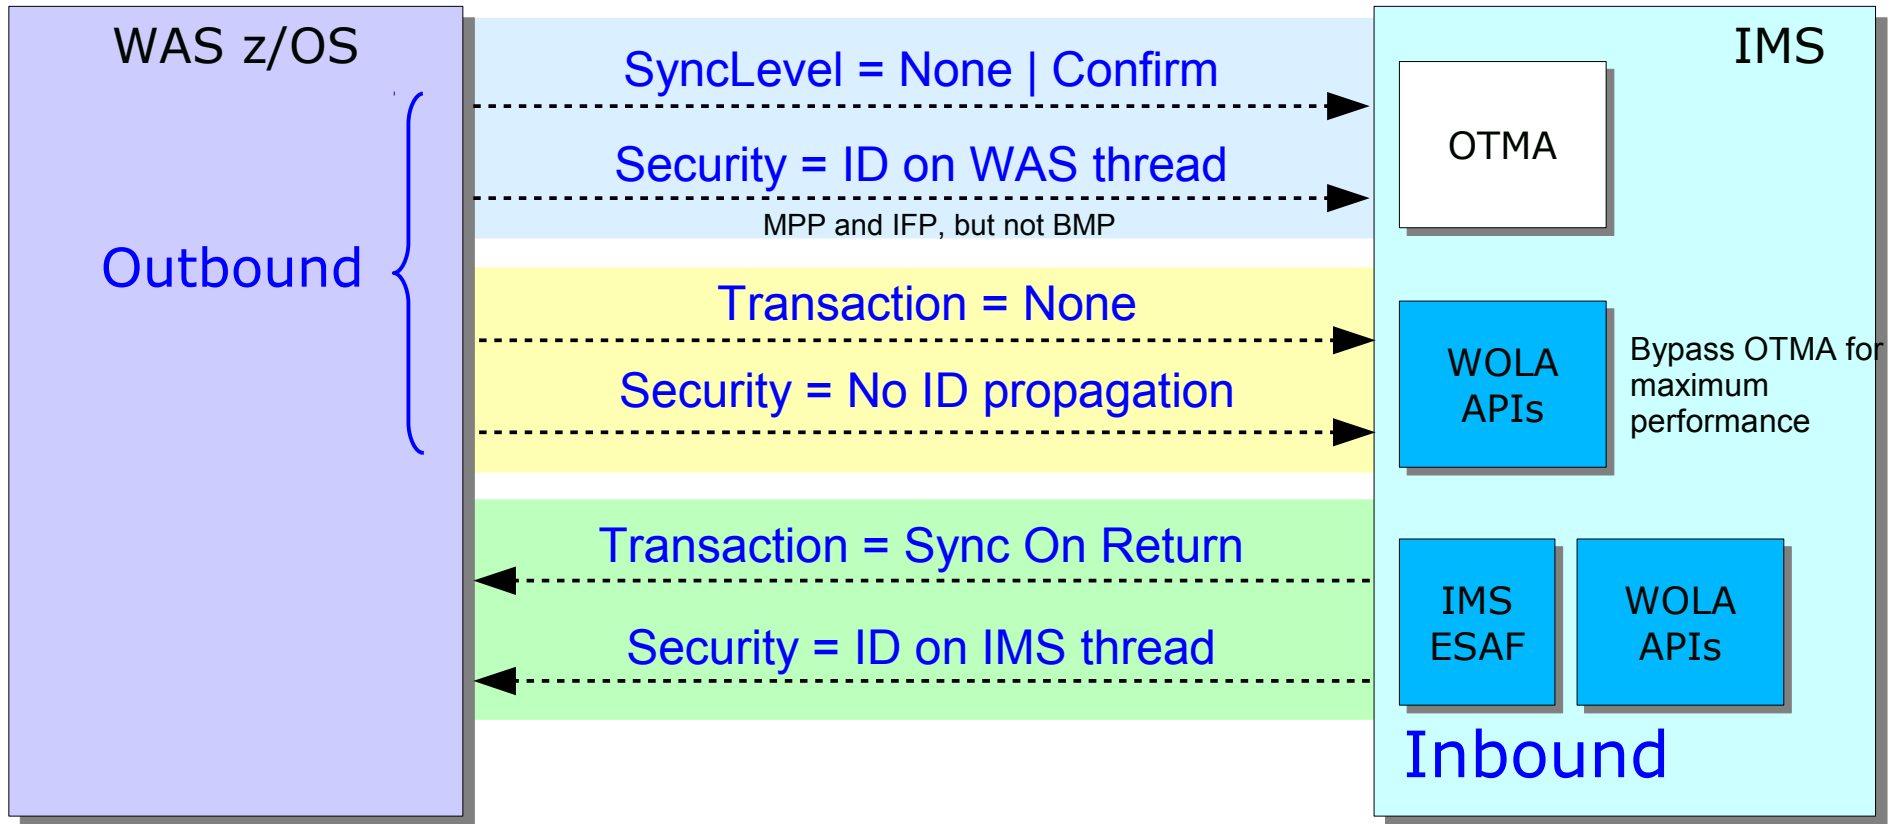 WAS z/OS
IMS
SyncLevel = None | Confirm
OTMA
Security = ID on WAS thread
MPP and IFP, but not BMP
Outbound
Transaction = None
WOLA
APIs
Bypass OTMA for
maximum
performance
Security = No ID propagation
Transaction = Sync On Return
IMS
ESAF
WOLA
APIs
Security = ID on IMS thread
Inbound